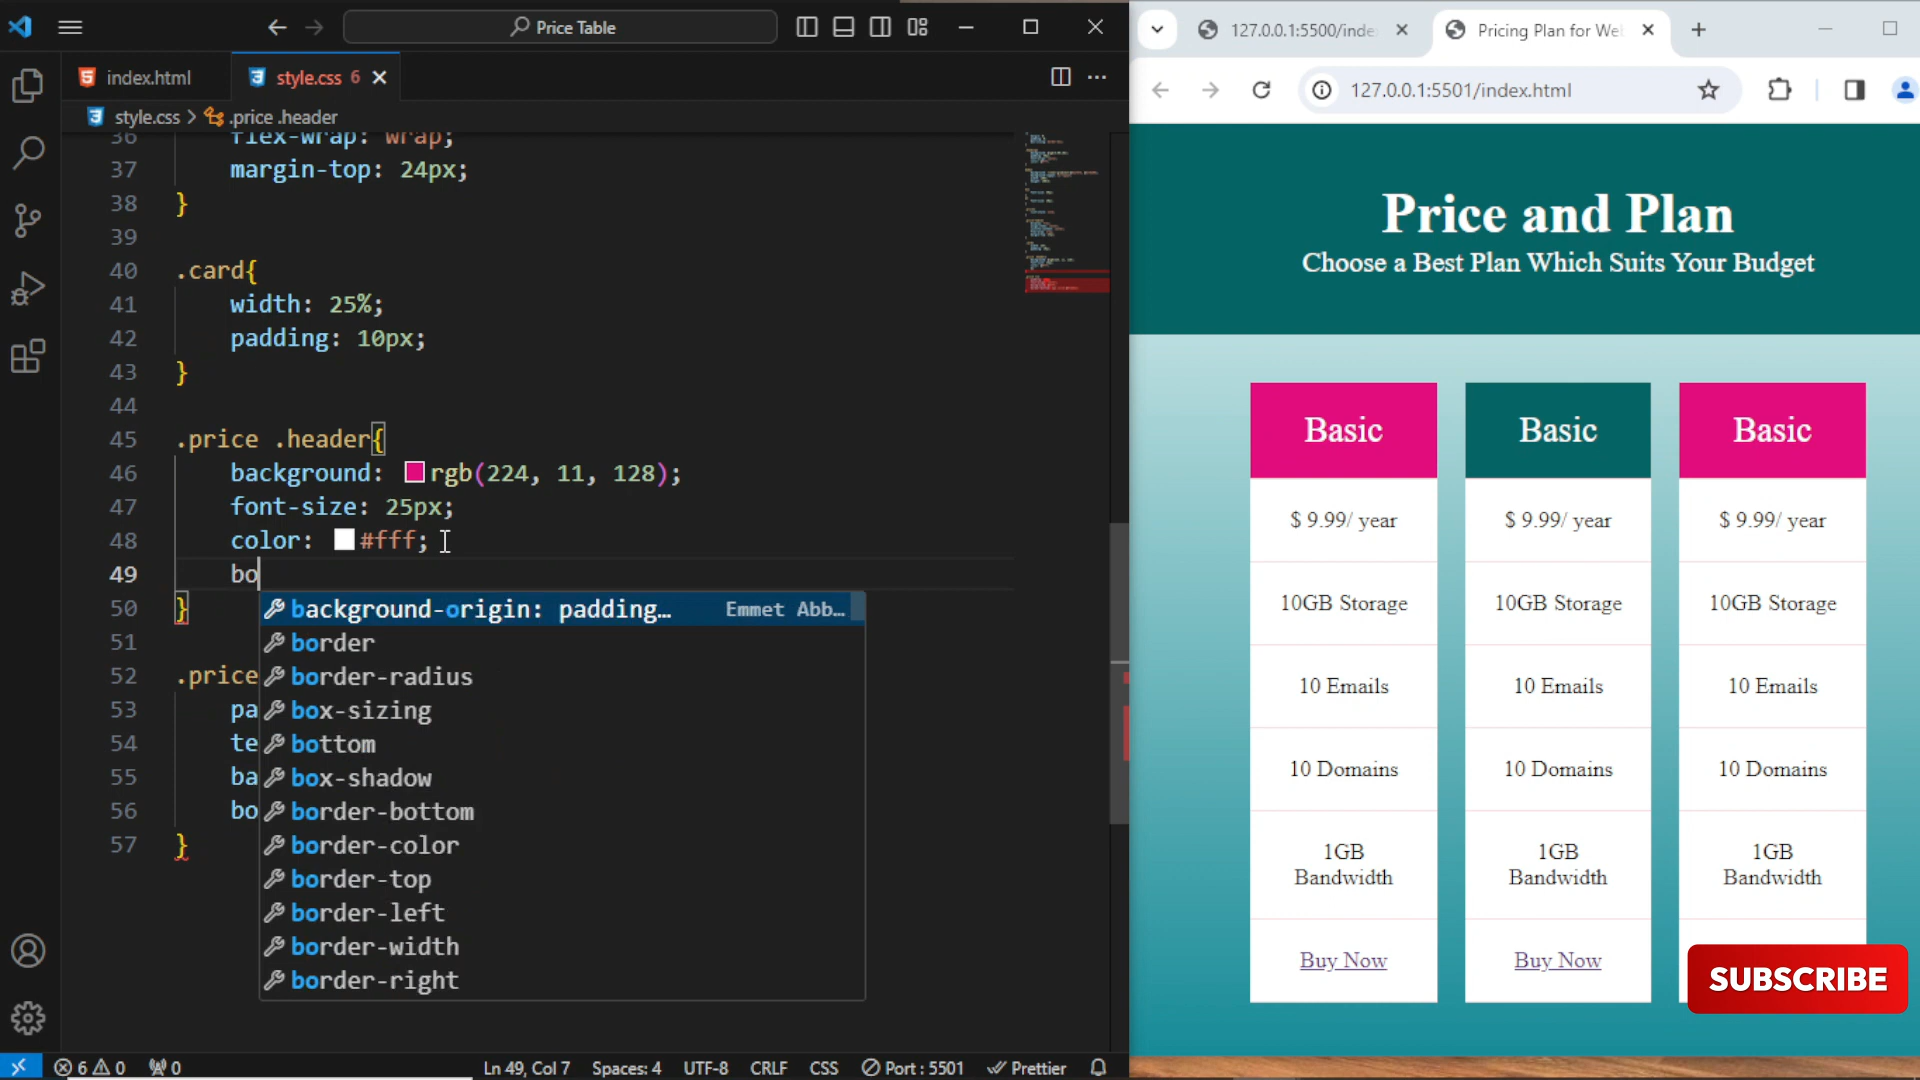 Price Table
index.html
style.css 6
style.css > .price .header
36 flex-wrap: wrap;
37 margin-top: 24px;
38 }
39
40 .card{
41 width: 25%;
42 padding: 10px;
43 }
44
45 .price .header{
46 background: rgb(224, 11, 128);
47 font-size: 25px;
48 color: #fff;
49 bo
50 }
51
52 .price
53 pa
54 te
55 ba
56 bo
57 }
background-origin: padding… Emmet Abb…
border
border-radius
box-sizing
bottom
box-shadow
border-bottom
border-color
border-top
border-left
border-width
border-right
6 0 0
Ln 49, Col 7 Spaces: 4 UTF-8 CRLF CSS Port : 5501 Prettier
127.0.0.1:5500/inde
Pricing Plan for We
127.0.0.1:5501/index.html
Price and Plan
Choose a Best Plan Which Suits Your Budget
Basic Basic Basic
$ 9.99/ year $ 9.99/ year $ 9.99/ year
10GB Storage 10GB Storage 10GB Storage
10 Emails 10 Emails 10 Emails
10 Domains 10 Domains 10 Domains
1GB 1GB 1GB
Bandwidth Bandwidth Bandwidth
Buy Now Buy Now
SUBSCRIBE